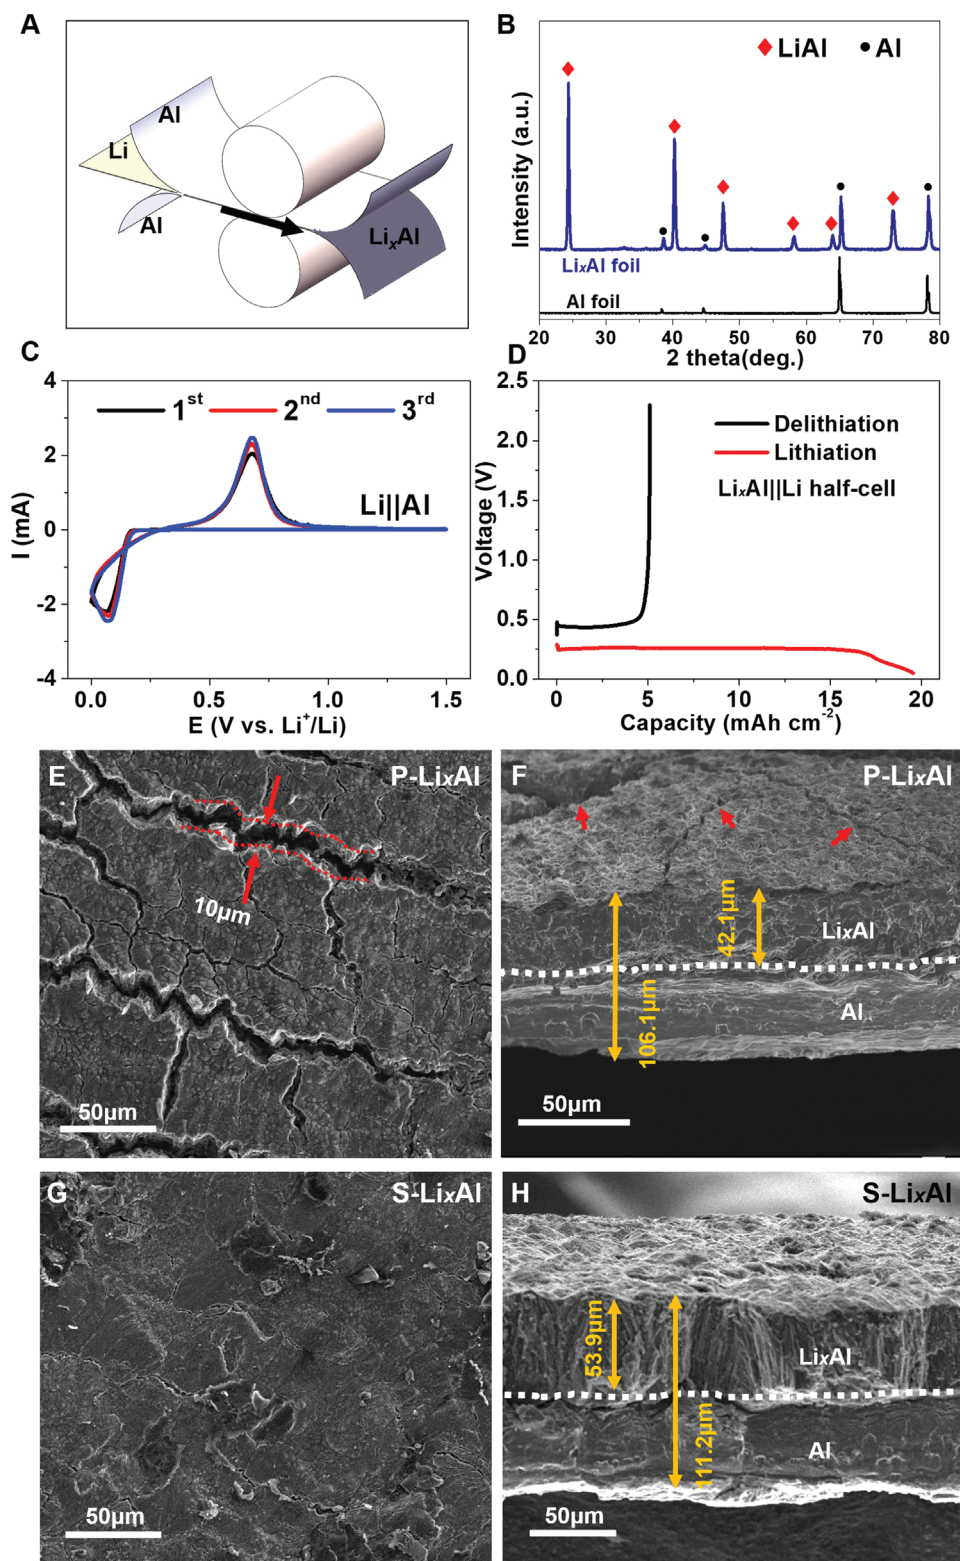 A
Al
Li
Al
LiₓAl
B
LiAl
Al
Intensity (a.u.)
LiₓAl foil
Al foil
20 30 40 50 60 70 80
2 theta(deg.)
C
4
2
0
-2
-4
I (mA)
1ˢᵗ 2ⁿᵈ 3ʳᵈ
Li||Al
0.0 0.5 1.0 1.5
E (V vs. Li⁺/Li)
D
2.5
2.0
1.5
1.0
0.5
0.0
Voltage (V)
Delithiation
Lithiation
LiₓAl||Li half-cell
0 5 10 15 20
Capacity (mAh cm⁻²)
E
P-LiₓAl
10μm
50μm
F
P-LiₓAl
42.1μm
LiₓAl
106.1μm
Al
50μm
G
S-LiₓAl
50μm
H
S-LiₓAl
53.9μm
LiₓAl
111.2μm
Al
50μm